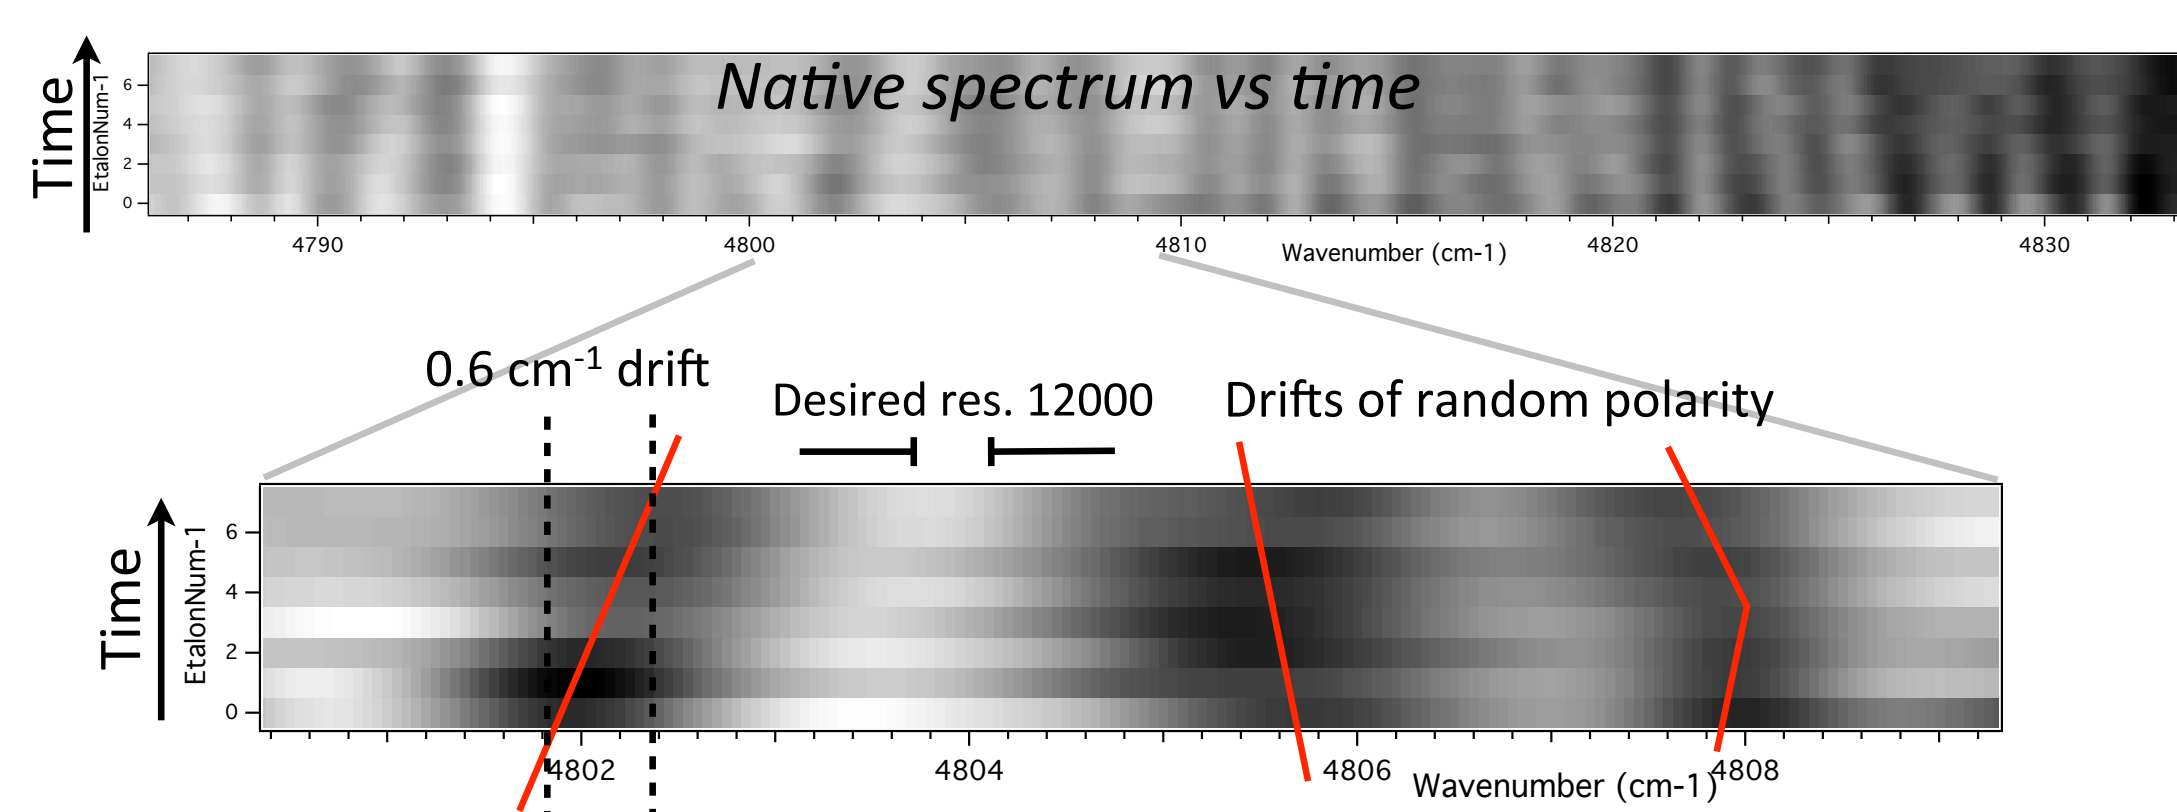 Native spectrum vs time
Time
EtalonNum-1
6
4
2
0
4790 4800 4810 4820 4830
Wavenumber (cm-1)
0.6 cm-1 drift
Desired res. 12000
Drifts of random polarity
Time
EtalonNum-1
6
4
2
0
4802 4804 4806 4808
Wavenumber (cm-1)